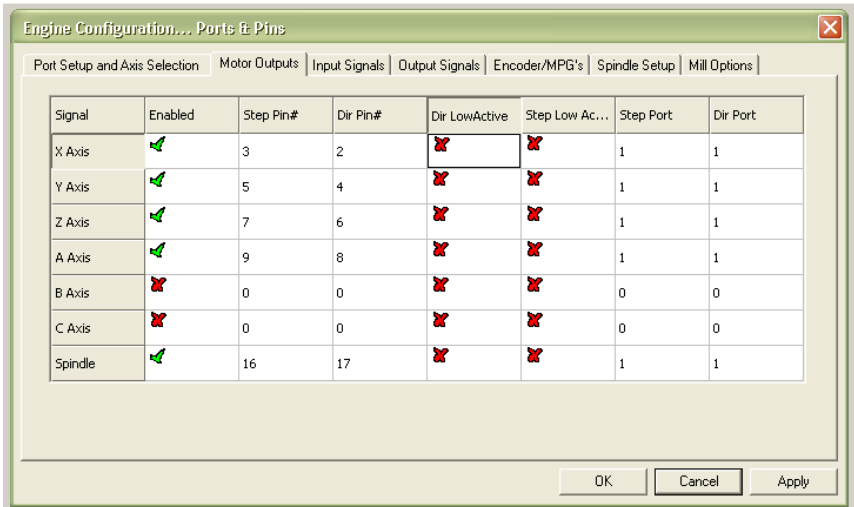 Engine Configuration... Ports & Pins
Port Setup and Axis Selection Motor Outputs Input Signals Output Signals Encoder/MPG's Spindle Setup Mill Options
Signal Enabled Step Pin# Dir Pin# Dir LowActive Step Low Ac... Step Port Dir Port
X Axis 3 2 1 1
Y Axis 5 4 1 1
Z Axis 7 6 1 1
A Axis 9 8 1 1
B Axis 0 0 0 0
C Axis 0 0 0 0
Spindle 16 17 1 1
OK Cancel Apply